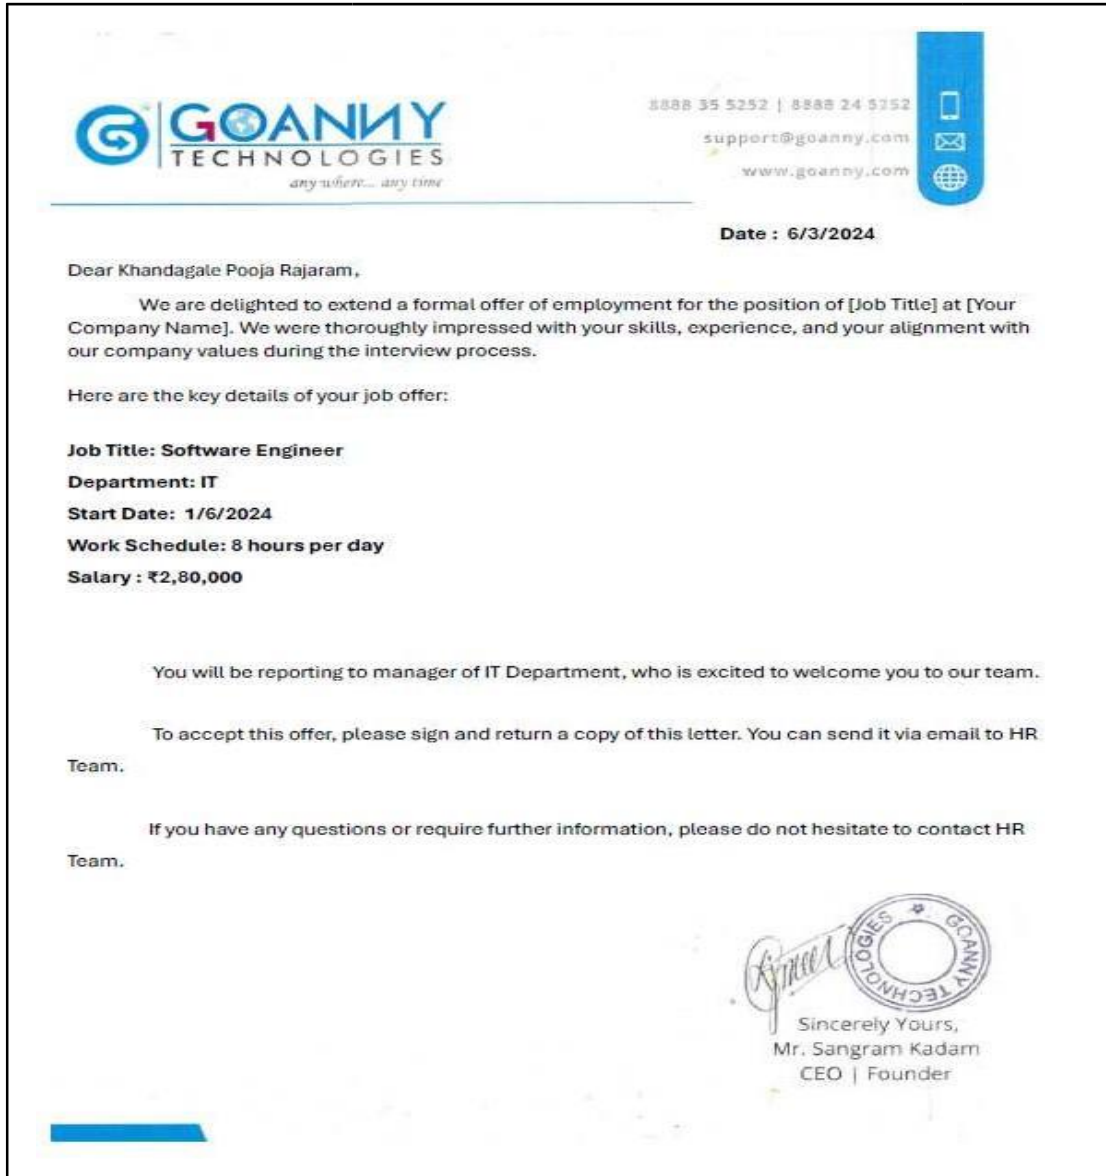 GOANNY
TECHNOLOGIES
any where... any time
8888 35 5252 | 8888 24 5252
support@goanny.com
www.goanny.com
Date : 6/3/2024
Dear Khandagale Pooja Rajaram,
We are delighted to extend a formal offer of employment for the position of [Job Title] at [Your
Company Name]. We were thoroughly impressed with your skills, experience, and your alignment with
our company values during the interview process.
Here are the key details of your job offer:
Job Title: Software Engineer
Department: IT
Start Date: 1/6/2024
Work Schedule: 8 hours per day
Salary : ₹2,80,000
You will be reporting to manager of IT Department, who is excited to welcome you to our team.
To accept this offer, please sign and return a copy of this letter. You can send it via email to HR
Team.
If you have any questions or require further information, please do not hesitate to contact HR
Team.
GOANNY TECHNOLOGIES
Sincerely Yours,
Mr. Sangram Kadam
CEO | Founder